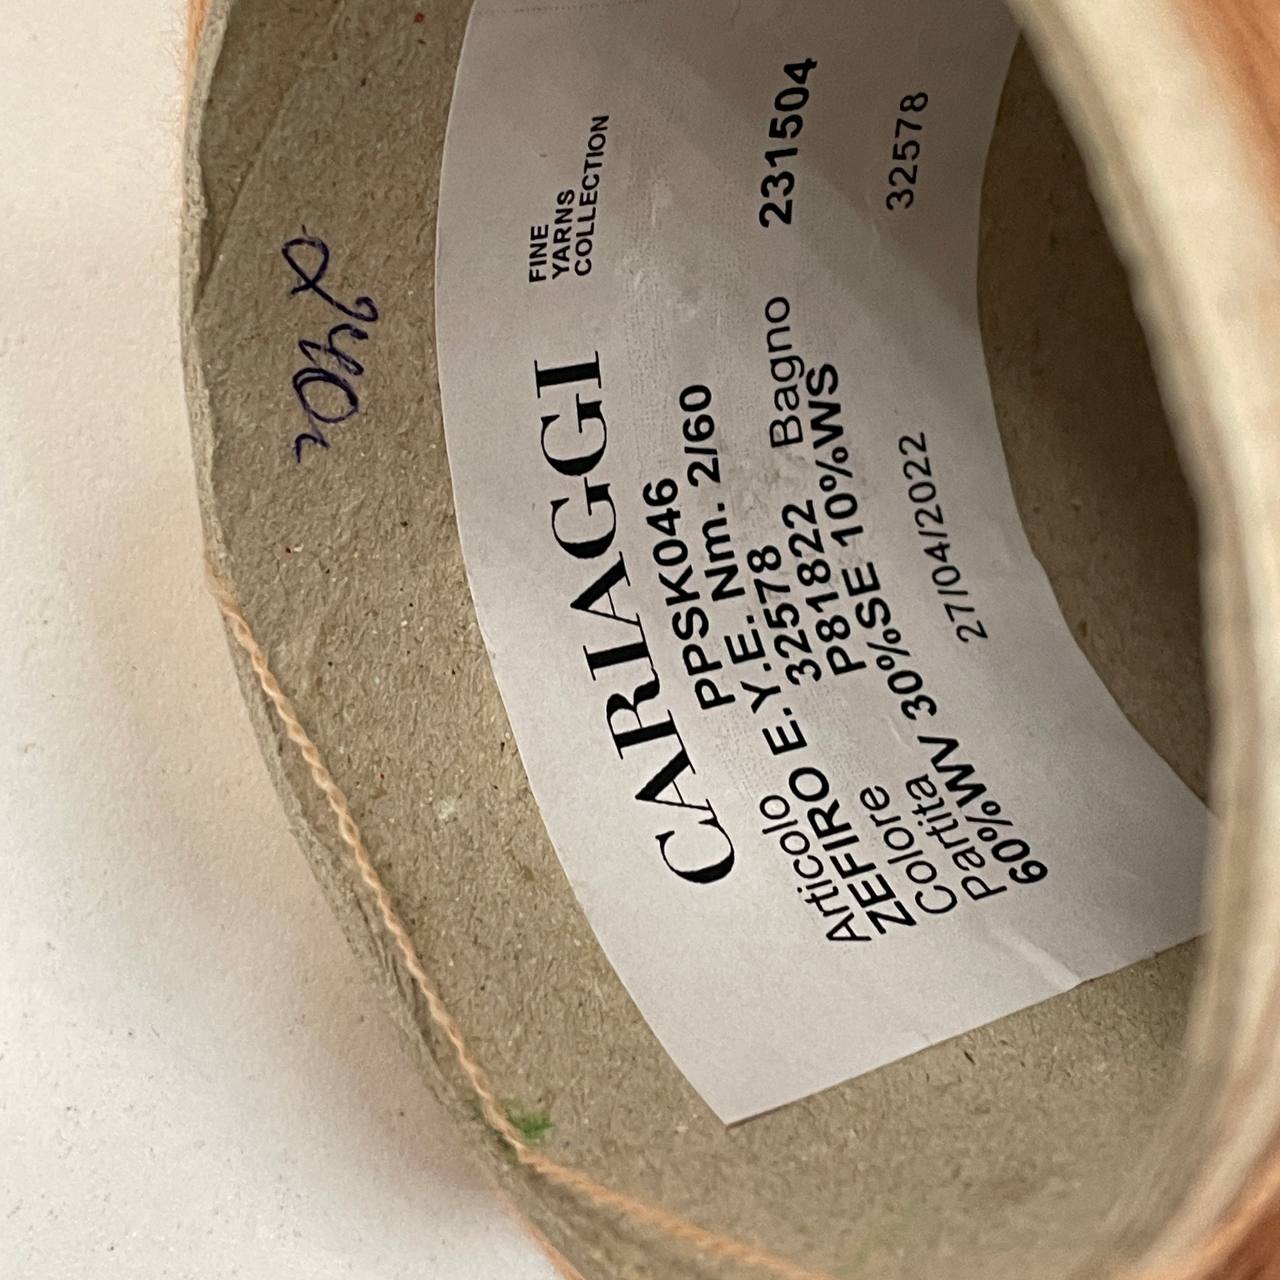 CARIAGGI
FINE
YARNS
COLLECTION
Articolo PPSK046
ZEFIRO E.Y.E. Nm. 2/60
Colore 32578 Bagno 231504
Partita P81822
60%WV 30%SE 10%WS
27/04/2022 32578